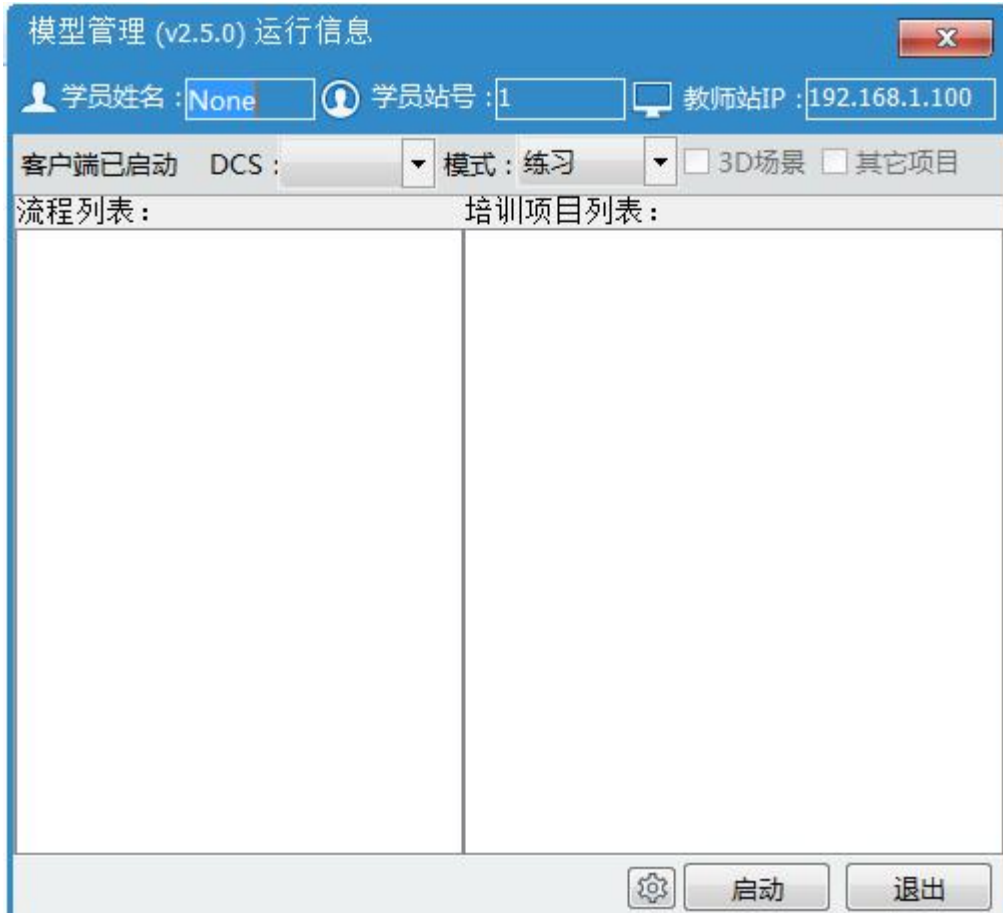 模型管理 (v2.5.0) 运行信息
学员姓名：None 学员站号：1 教师站IP：192.168.1.100
客户端已启动 DCS： 模式：练习 3D场景 其它项目
流程列表： 培训项目列表：
启动 退出